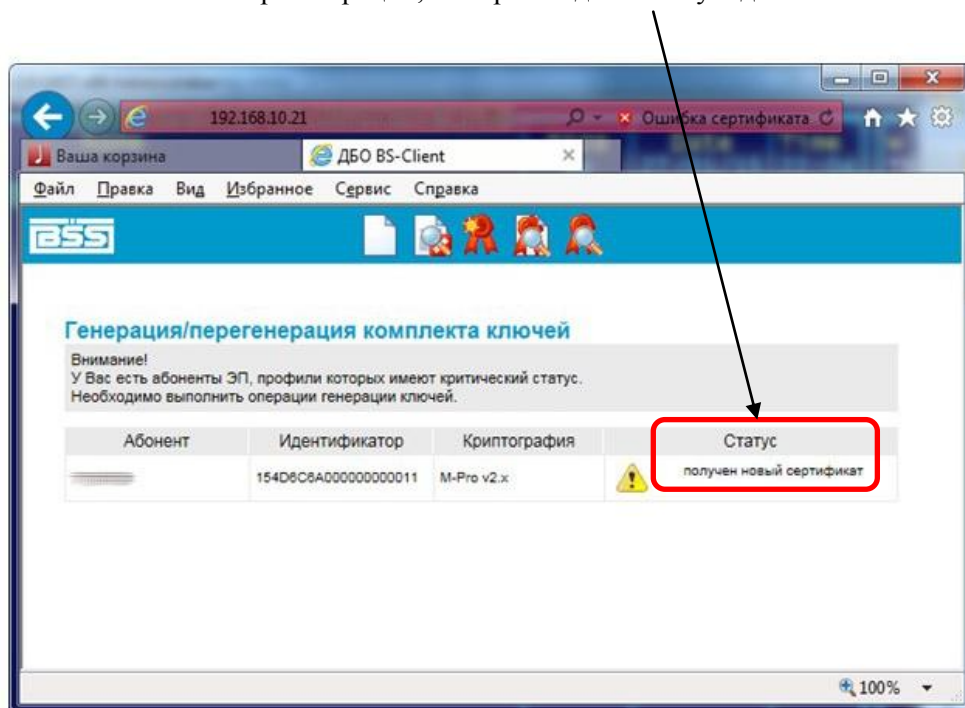 192.168.10.21
Ошибка сертификата
Ваша корзина
ДБО BS-Client
Файл Правка Вид Избранное Сервис Справка
BSS
Генерация/перегенерация комплекта ключей
Внимание!
У Вас есть абоненты ЭП, профили которых имеют критический статус.
Необходимо выполнить операции генерации ключей.
Абонент Идентификатор Криптография Статус
154D6C8A000000000011 M-Pro v2.x получен новый сертификат
100%